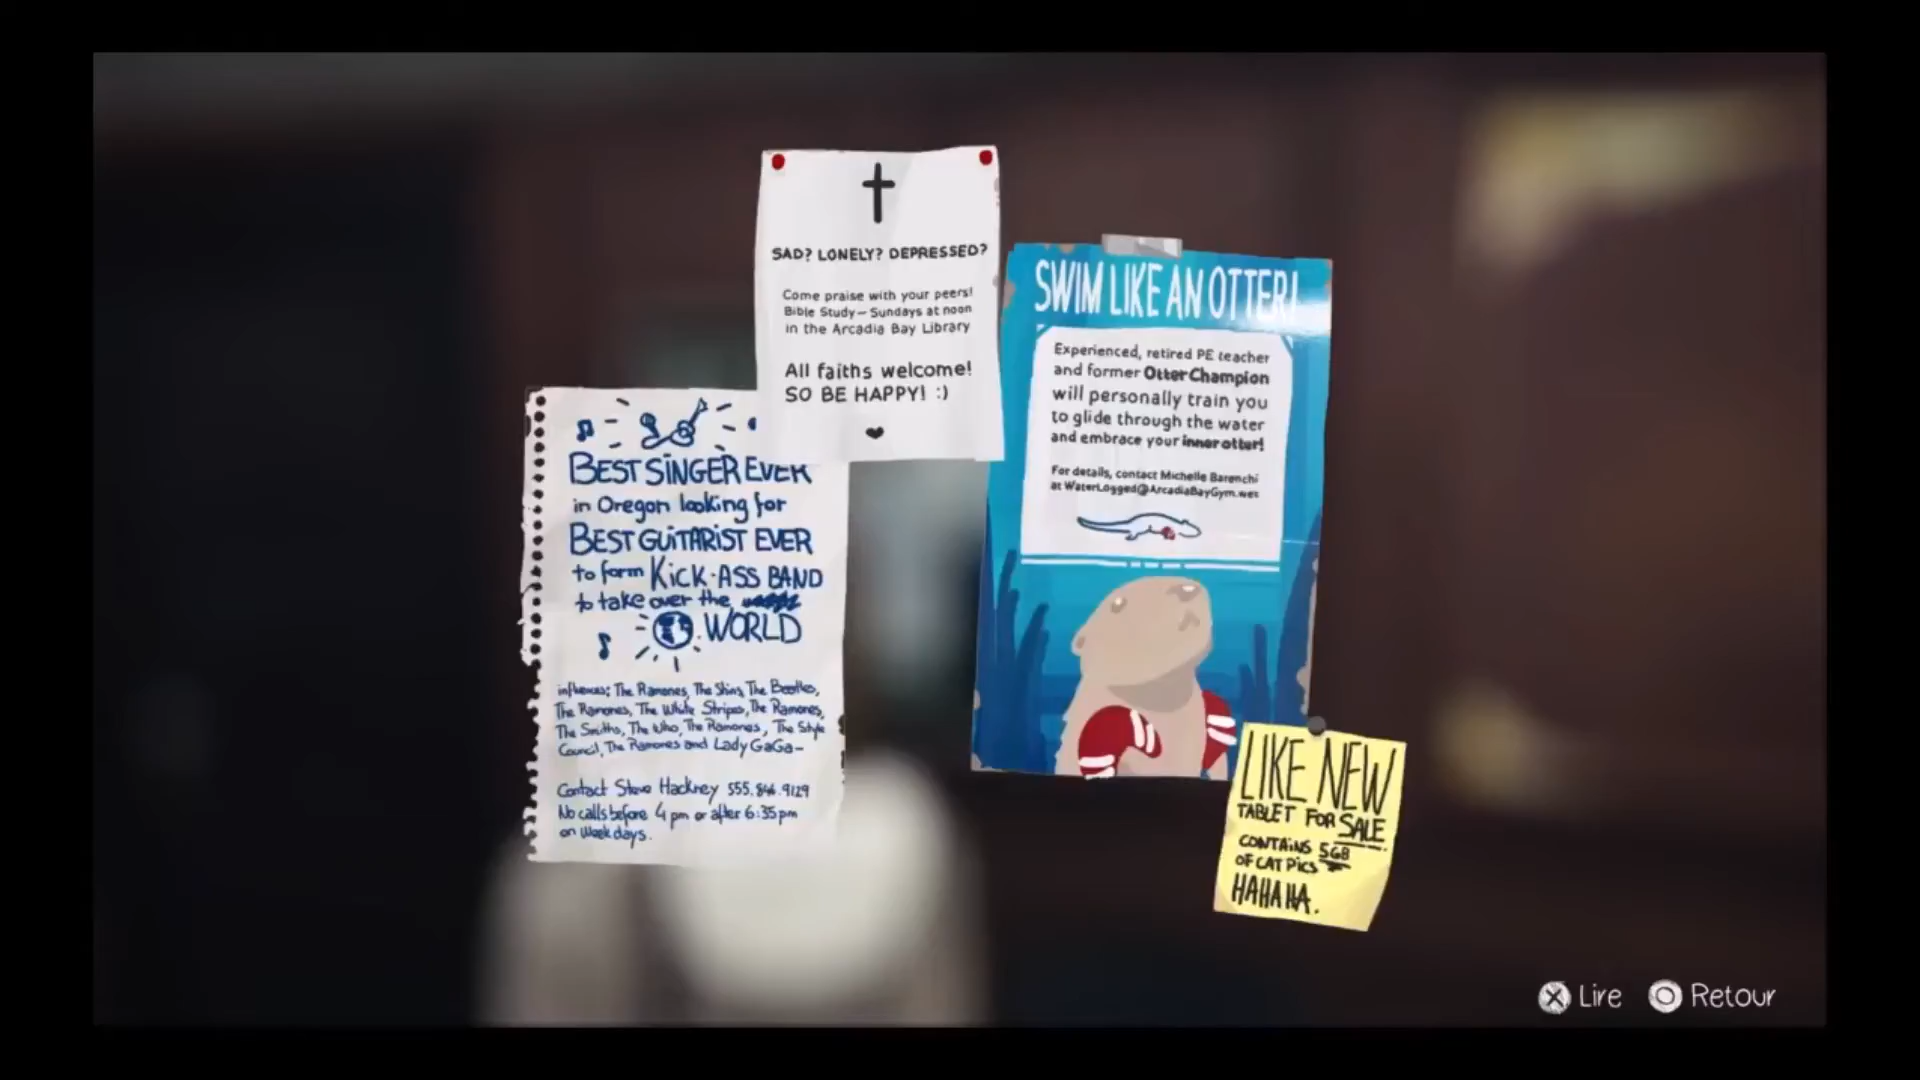 SAD? LONELY? DEPRESSED?
Come praise with your peers!
Bible Study - Sundays at noon
in the Arcadia Bay Library
All faiths welcome!
SO BE HAPPY! :)
SWIM LIKE AN OTTER!
Experienced, retired PE teacher
and former Otter Champion
will personally train you
to glide through the water
and embrace your inner otter!
For details, contact Michelle Barenchi
at WaterLogged@ArcadiaBayGym.wet
BEST SINGER EVER
in Oregon looking for
BEST GUITARIST EVER
to form KICK-ASS BAND
to take over the
WORLD
influences: The Ramones, The Shins, The Beatles,
The Ramones, The White Stripes, The Ramones,
The Smiths, The Who, The Ramones, The Style
Council, The Ramones and Lady GaGa-
Contact Steve Hackney 555.846.9129
No calls before 4 pm or after 6:35 pm
on week days.
LIKE NEW
TABLET FOR SALE
CONTAINS 5GB
OF CAT PICS
HAHAHA.
Lire
Retour